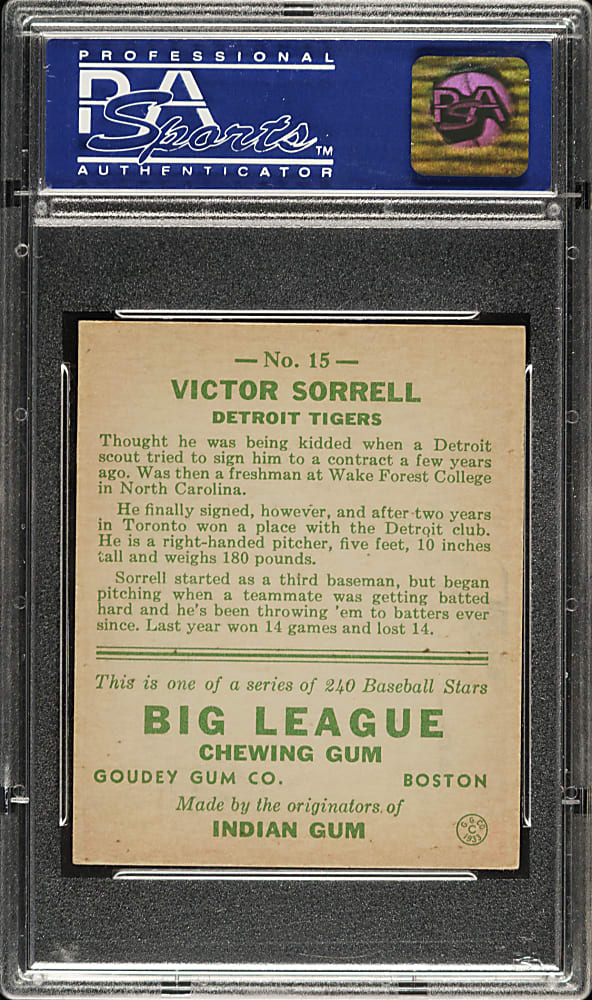 PROFESSIONAL
PSA
Sports™
AUTHENTICATOR
PSA
— No. 15 —
VICTOR SORRELL
DETROIT TIGERS
Thought he was being kidded when a Detroit
scout tried to sign him to a contract a few years
ago. Was then a freshman at Wake Forest College
in North Carolina.
He finally signed, however, and after two years
in Toronto won a place with the Detroit club.
He is a right-handed pitcher, five feet, 10 inches
tall and weighs 180 pounds.
Sorrell started as a third baseman, but began
pitching when a teammate was getting batted
hard and he's been throwing 'em to batters ever
since. Last year won 14 games and lost 14.
This is one of a series of 240 Baseball Stars
BIG LEAGUE
CHEWING GUM
GOUDEY GUM CO. BOSTON
Made by the originators of
INDIAN GUM
G.G.CO.
C
1933